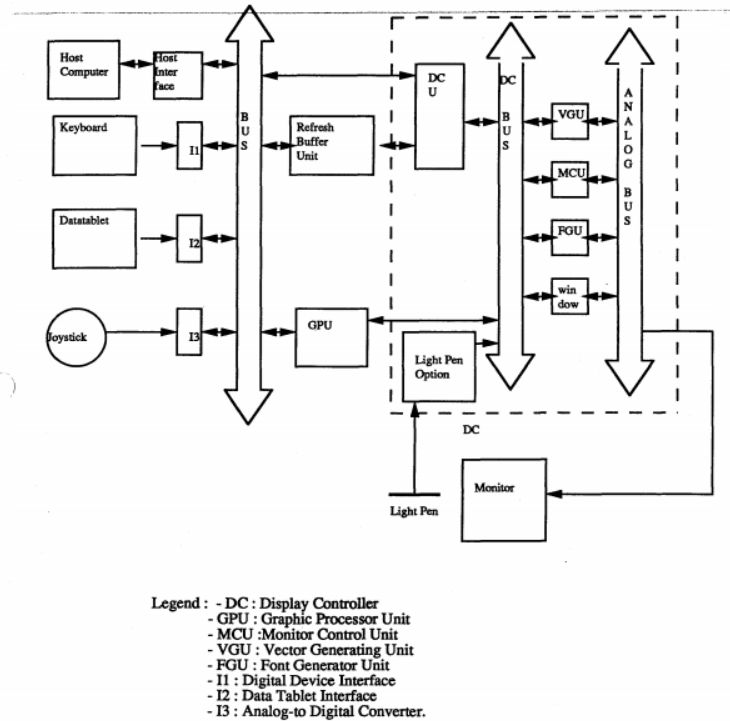 Host
Computer
Host
Inter
face
Keyboard
I1
Datatablet
I2
Joystick
I3
B
U
S
Refresh
Buffer
Unit
GPU
DC
U
Light Pen
Option
Light Pen
DC
B
U
S
VGU
MCU
FGU
win
dow
A
N
A
L
O
G
B
U
S
DC
Monitor
Legend : - DC : Display Controller
- GPU : Graphic Processor Unit
- MCU :Monitor Control Unit
- VGU : Vector Generating Unit
- FGU : Font Generator Unit
- I1 : Digital Device Interface
- I2 : Data Tablet Interface
- I3 : Analog-to Digital Converter.